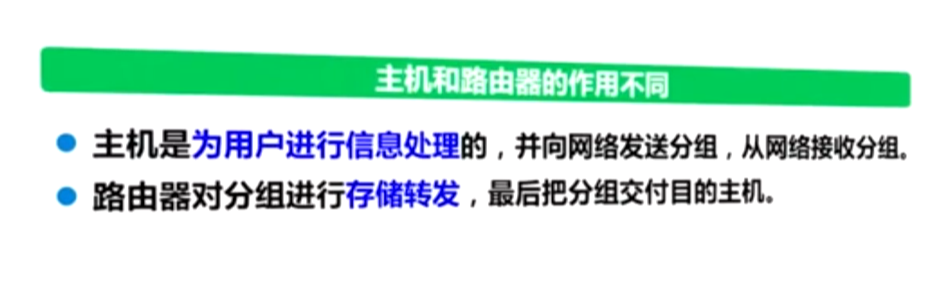 主机和路由器的作用不同
主机是为用户进行信息处理的，并向网络发送分组，从网络接收分组。
路由器对分组进行存储转发，最后把分组交付目的主机。